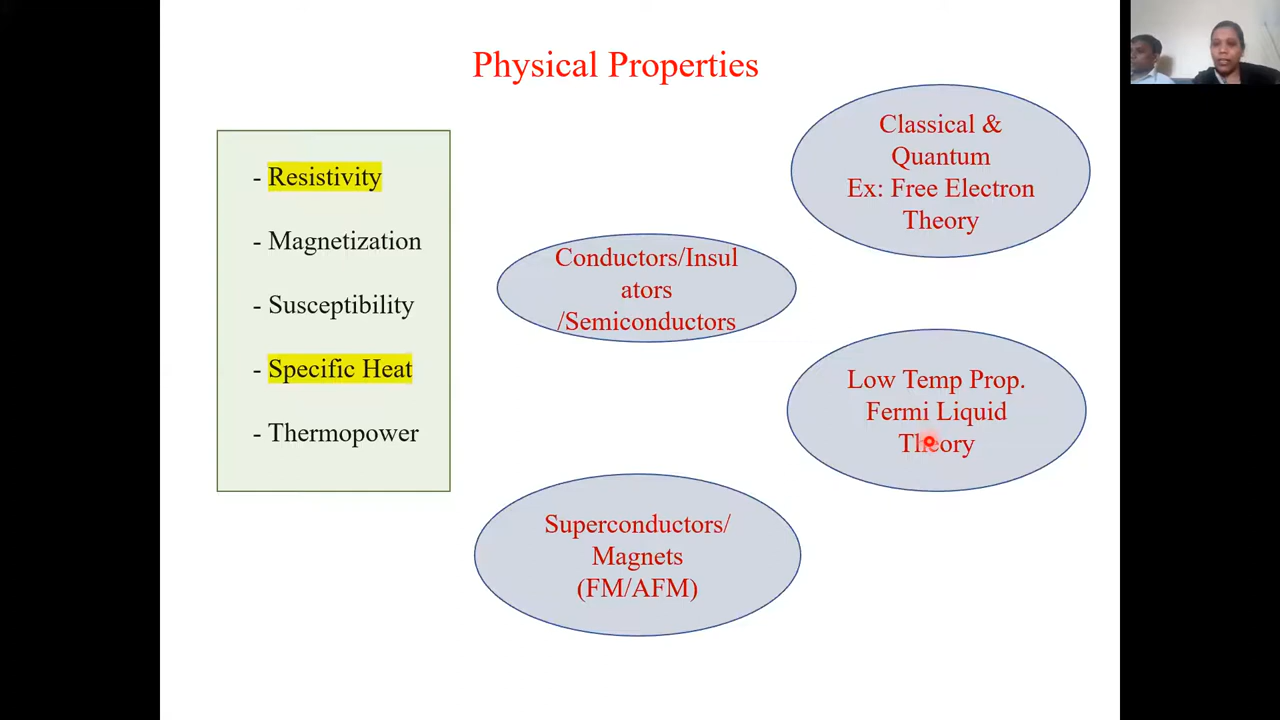 Physical Properties
- Resistivity
- Magnetization
- Susceptibility
- Specific Heat
- Thermopower
Conductors/Insul
ators
/Semiconductors
Classical &
Quantum
Ex: Free Electron
Theory
Low Temp Prop.
Fermi Liquid
Theory
Superconductors/
Magnets
(FM/AFM)